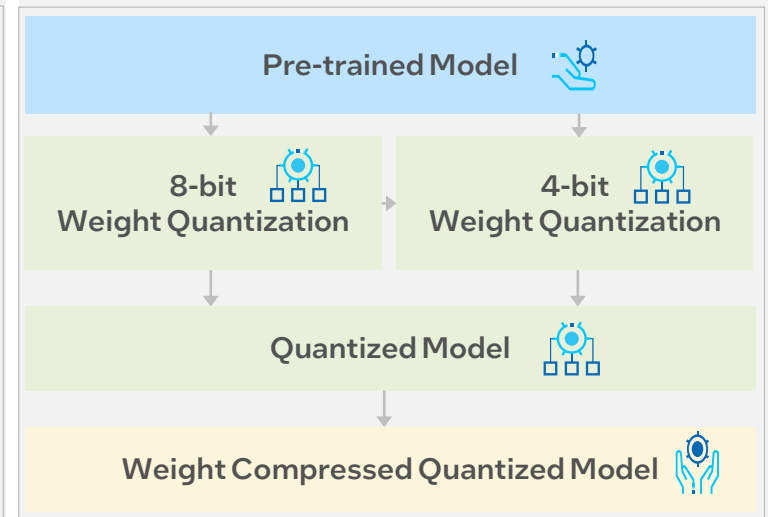 Pre-trained Model
8-bit
Weight Quantization
4-bit
Weight Quantization
Quantized Model
Weight Compressed Quantized Model